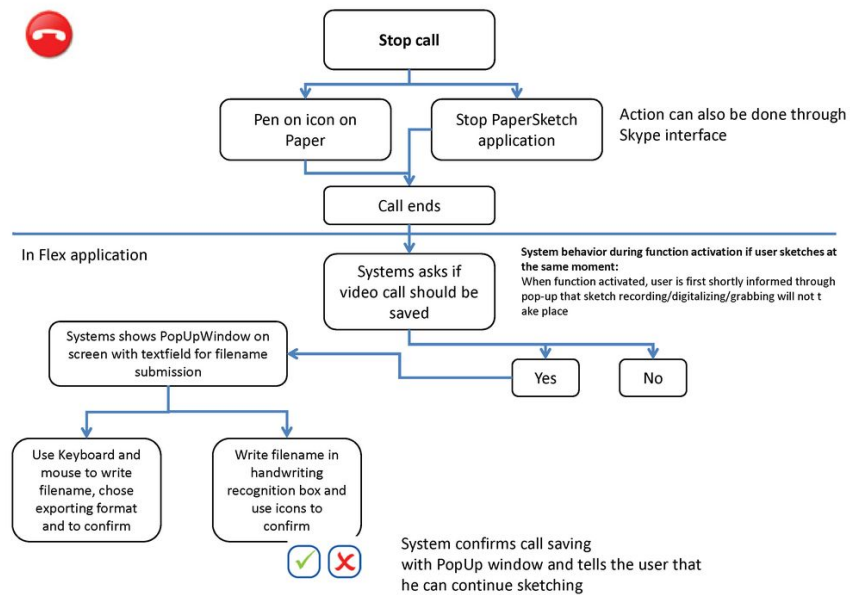 Stop call
Pen on icon on
Paper
Stop PaperSketch
application
Action can also be done through
Skype interface
Call ends
In Flex application
Systems asks if
video call should be
saved
System behavior during function activation if user sketches at
the same moment:
When function activated, user is first shortly informed through
pop-up that sketch recording/digitalizing/grabbing will not t
ake place
Systems shows PopUpWindow on
screen with textfield for filename
submission
Yes
No
Use Keyboard and
mouse to write
filename, chose
exporting format
and to confirm
Write filename in
handwriting
recognition box and
use icons to
confirm
System confirms call saving
with PopUp window and tells the user that
he can continue sketching